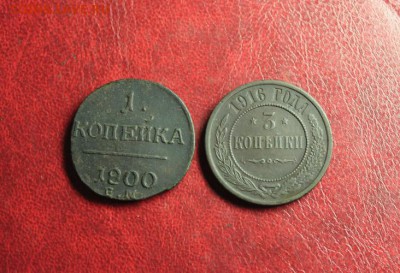 1.
КОПЕЙКА
1800
Е.М.
1916 ГОДА
* 3 *
КОПѢЙКИ